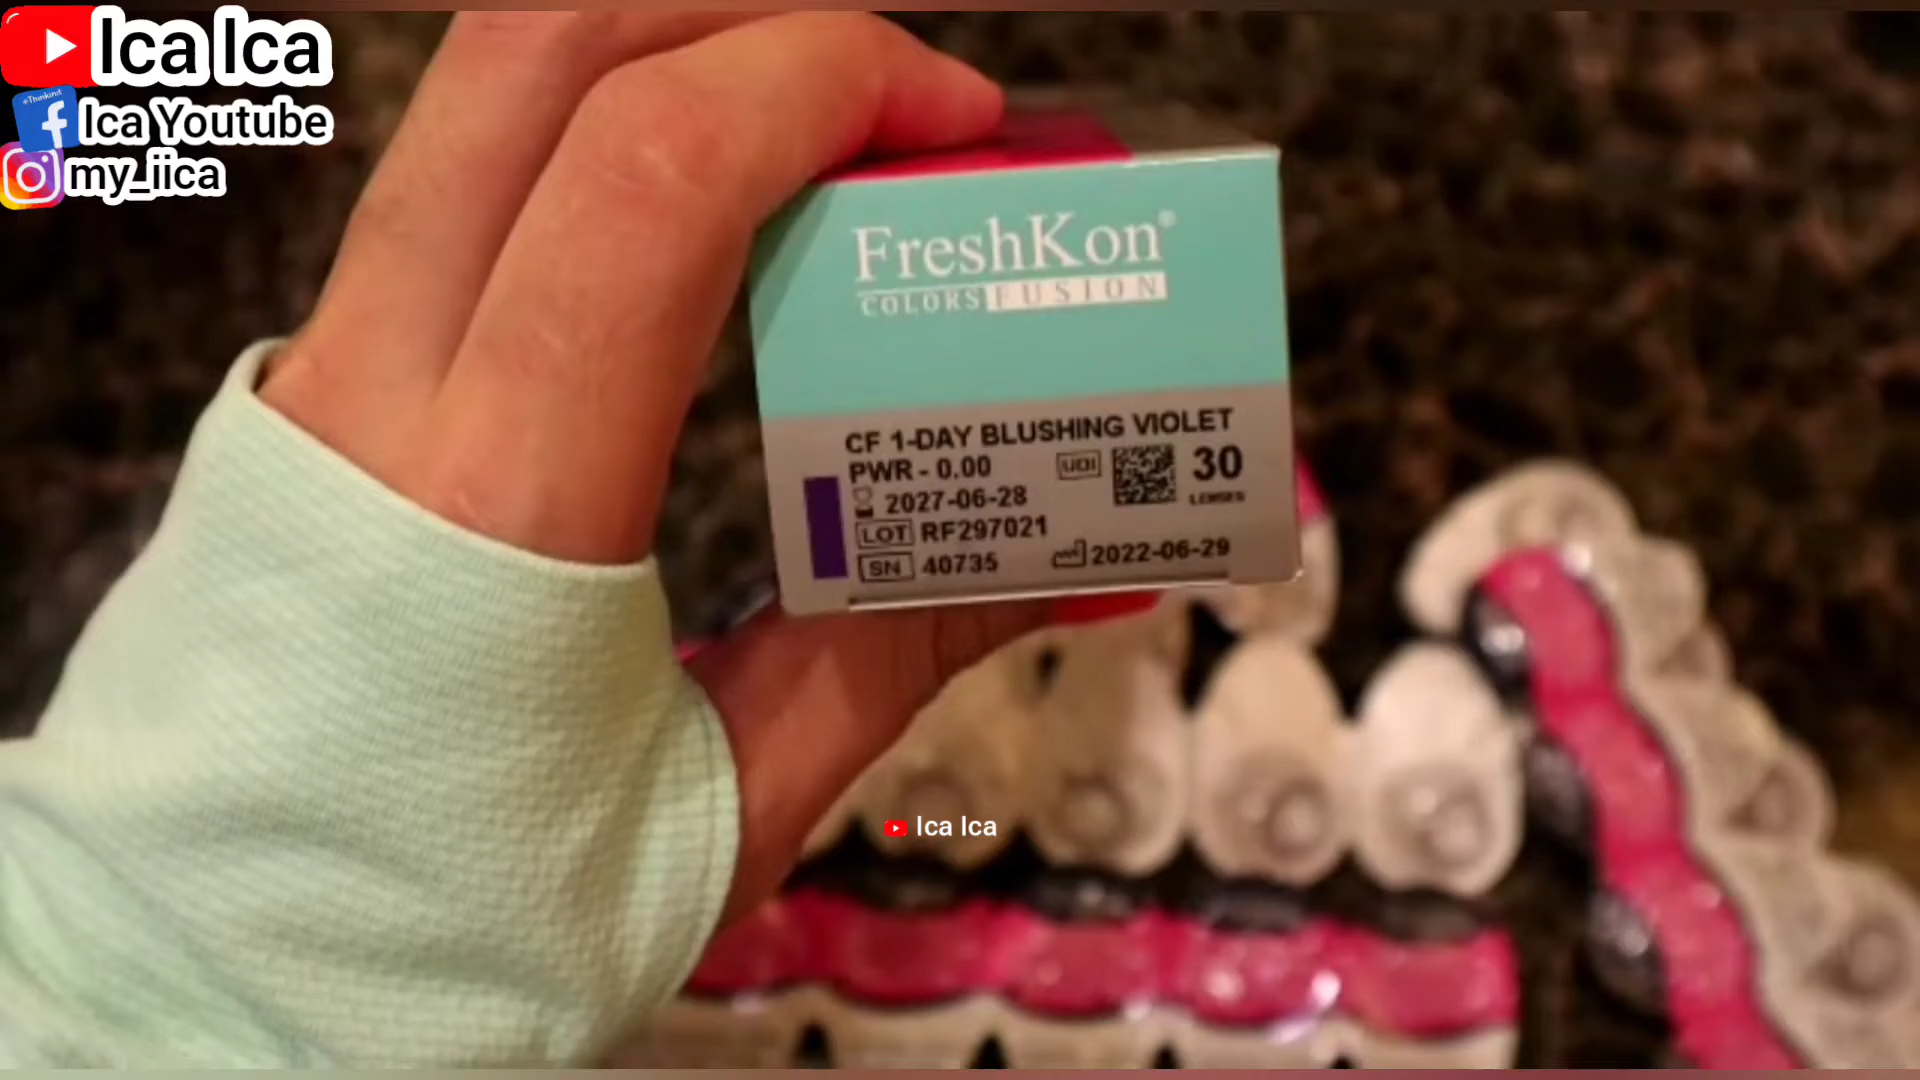 Ica Ica
@Thinkind
Ica Youtube
my_iica
FreshKon®
COLORS FUSION
CF 1-DAY BLUSHING VIOLET
PWR - 0.00
UDI
30
LENSES
2027-06-28
LOT RF297021
SN 40735
2022-06-29
Ica Ica